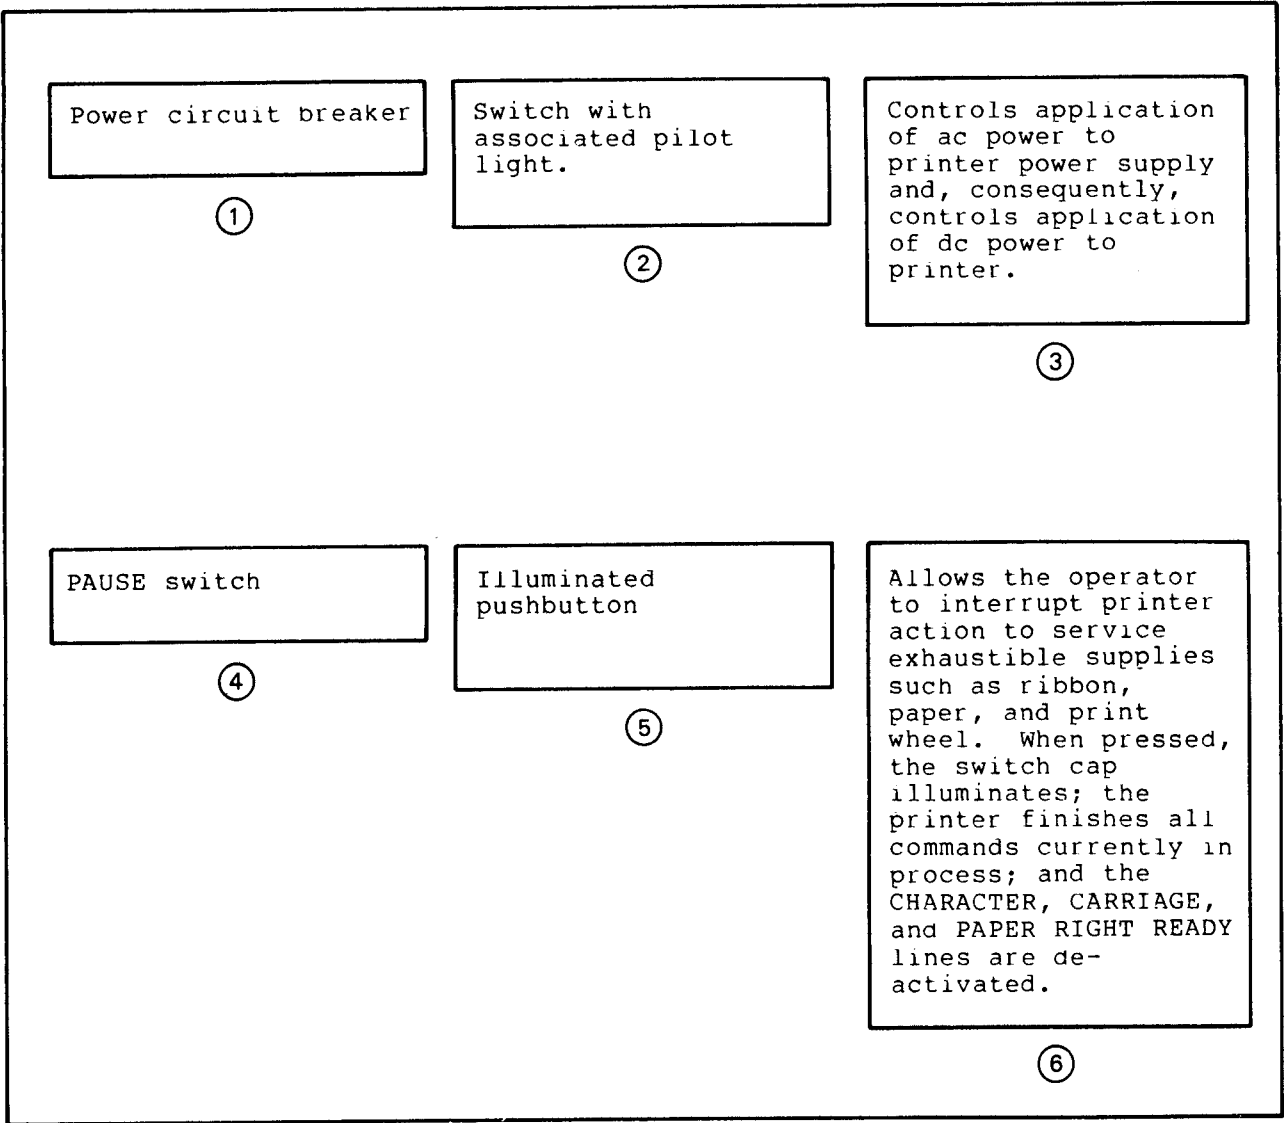 Power circuit breaker
1
Switch with
associated pilot
light.
2
Controls application
of ac power to
printer power supply
and, consequently,
controls application
of dc power to
printer.
3
PAUSE switch
4
Illuminated
pushbutton
5
Allows the operator
to interrupt printer
action to service
exhaustible supplies
such as ribbon,
paper, and print
wheel.  When pressed,
the switch cap
illuminates; the
printer finishes all
commands currently in
process; and the
CHARACTER, CARRIAGE,
and PAPER RIGHT READY
lines are de-
activated.
6